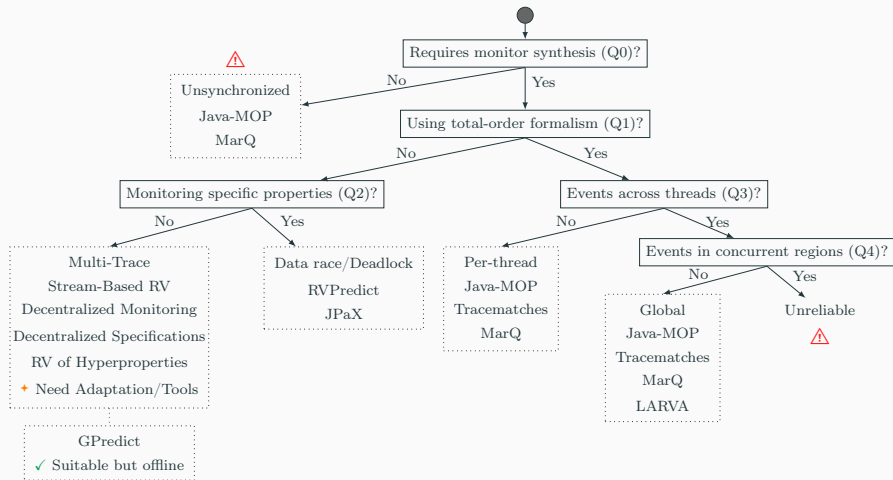 Requires monitor synthesis (Q0)?
No
Yes
Unsynchronized
Java-MOP
MarQ
Using total-order formalism (Q1)?
No
Yes
Monitoring specific properties (Q2)?
Events across threads (Q3)?
No
Yes
No
Yes
Events in concurrent regions (Q4)?
No
Yes
Multi-Trace
Stream-Based RV
Decentralized Monitoring
Decentralized Specifications
RV of Hyperproperties
Need Adaptation/Tools
Data race/Deadlock
RVPredict
JPaX
Per-thread
Java-MOP
Tracematches
MarQ
Global
Java-MOP
Tracematches
MarQ
LARVA
Unreliable
GPredict
✓ Suitable but offline